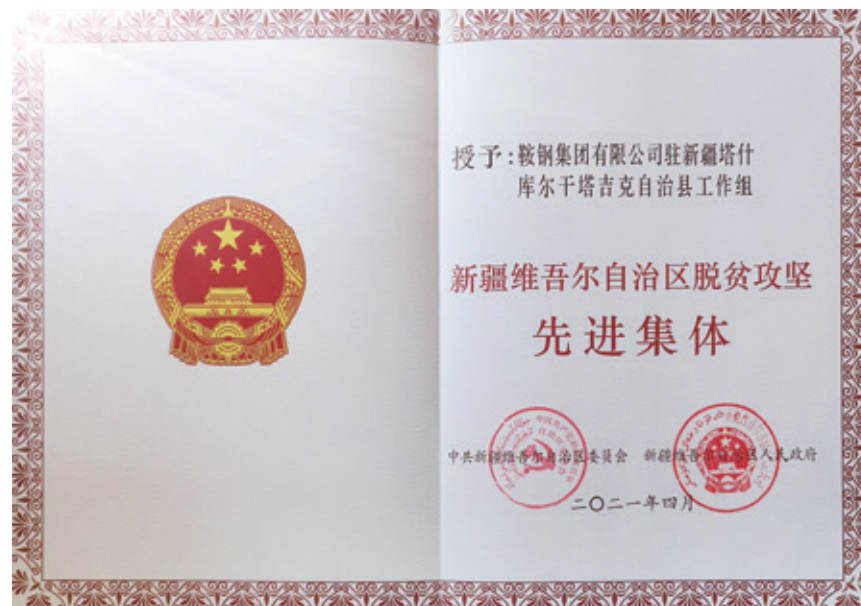 授予:鞍钢集团有限公司驻新疆塔什
库尔干塔吉克自治县工作组
新疆维吾尔自治区脱贫攻坚
先进集体
中共新疆维吾尔自治区委员会 新疆维吾尔自治区人民政府
二〇二一年四月